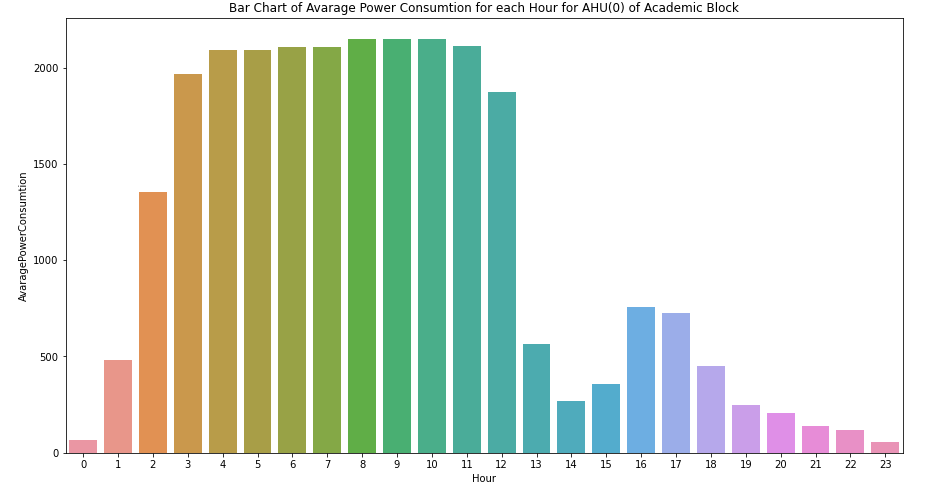 Bar Chart of Avarage Power Consumtion for each Hour for AHU(0) of Academic Block
AvaragePowerConsumtion
2000
1500
1000
500
0
0 1 2 3 4 5 6 7 8 9 10 11 12 13 14 15 16 17 18 19 20 21 22 23
Hour